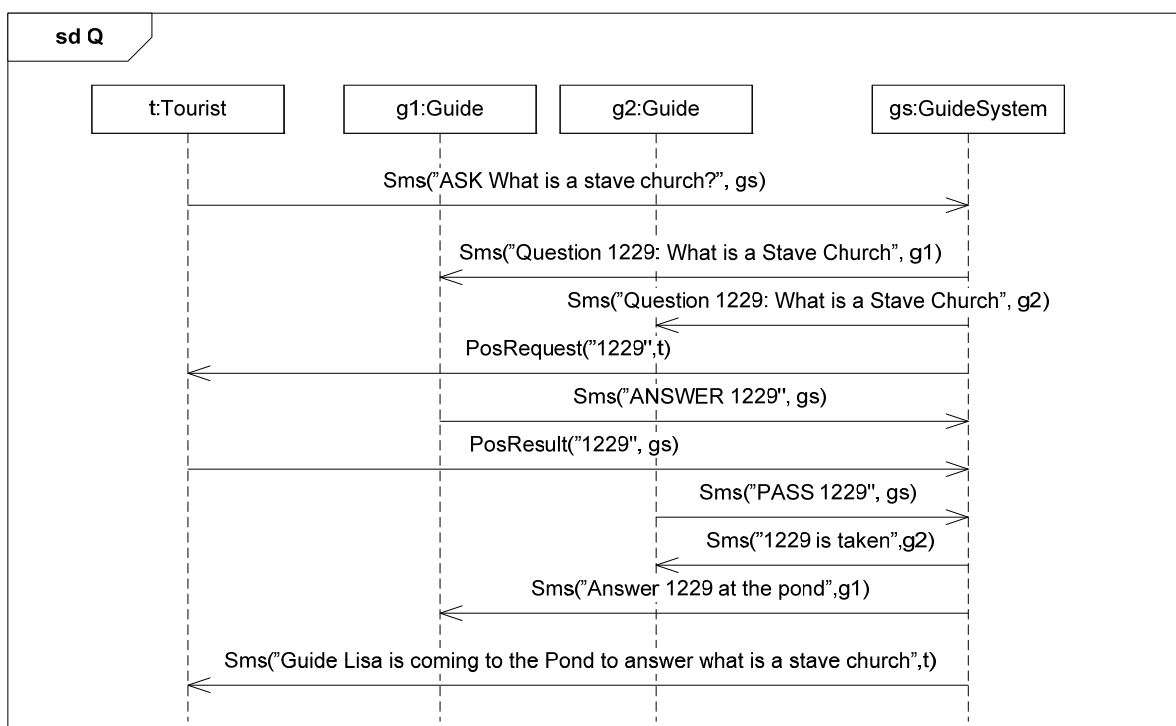 sd Q
t:Tourist
g1:Guide
g2:Guide
gs:GuideSystem
Sms(”ASK What is a stave church?”, gs)
Sms(”Question 1229: What is a Stave Church”, g1)
Sms(”Question 1229: What is a Stave Church”, g2)
PosRequest(”1229",t)
Sms(”ANSWER 1229", gs)
PosResult(”1229", gs)
Sms(”PASS 1229", gs)
Sms(”1229 is taken”,g2)
Sms(”Answer 1229 at the pond”,g1)
Sms(”Guide Lisa is coming to the Pond to answer what is a stave church”,t)